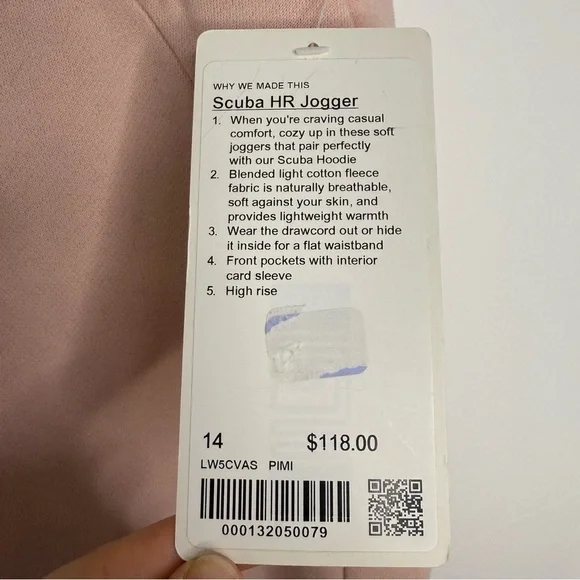 WHY WE MADE THIS
Scuba HR Jogger
1. When you're craving casual
comfort, cozy up in these soft
joggers that pair perfectly
with our Scuba Hoodie
2. Blended light cotton fleece
fabric is naturally breathable,
soft against your skin, and
provides lightweight warmth
3. Wear the drawcord out or hide
it inside for a flat waistband
4. Front pockets with interior
card sleeve
5. High rise
14 $118.00
LW5CVAS PIMI
000132050079